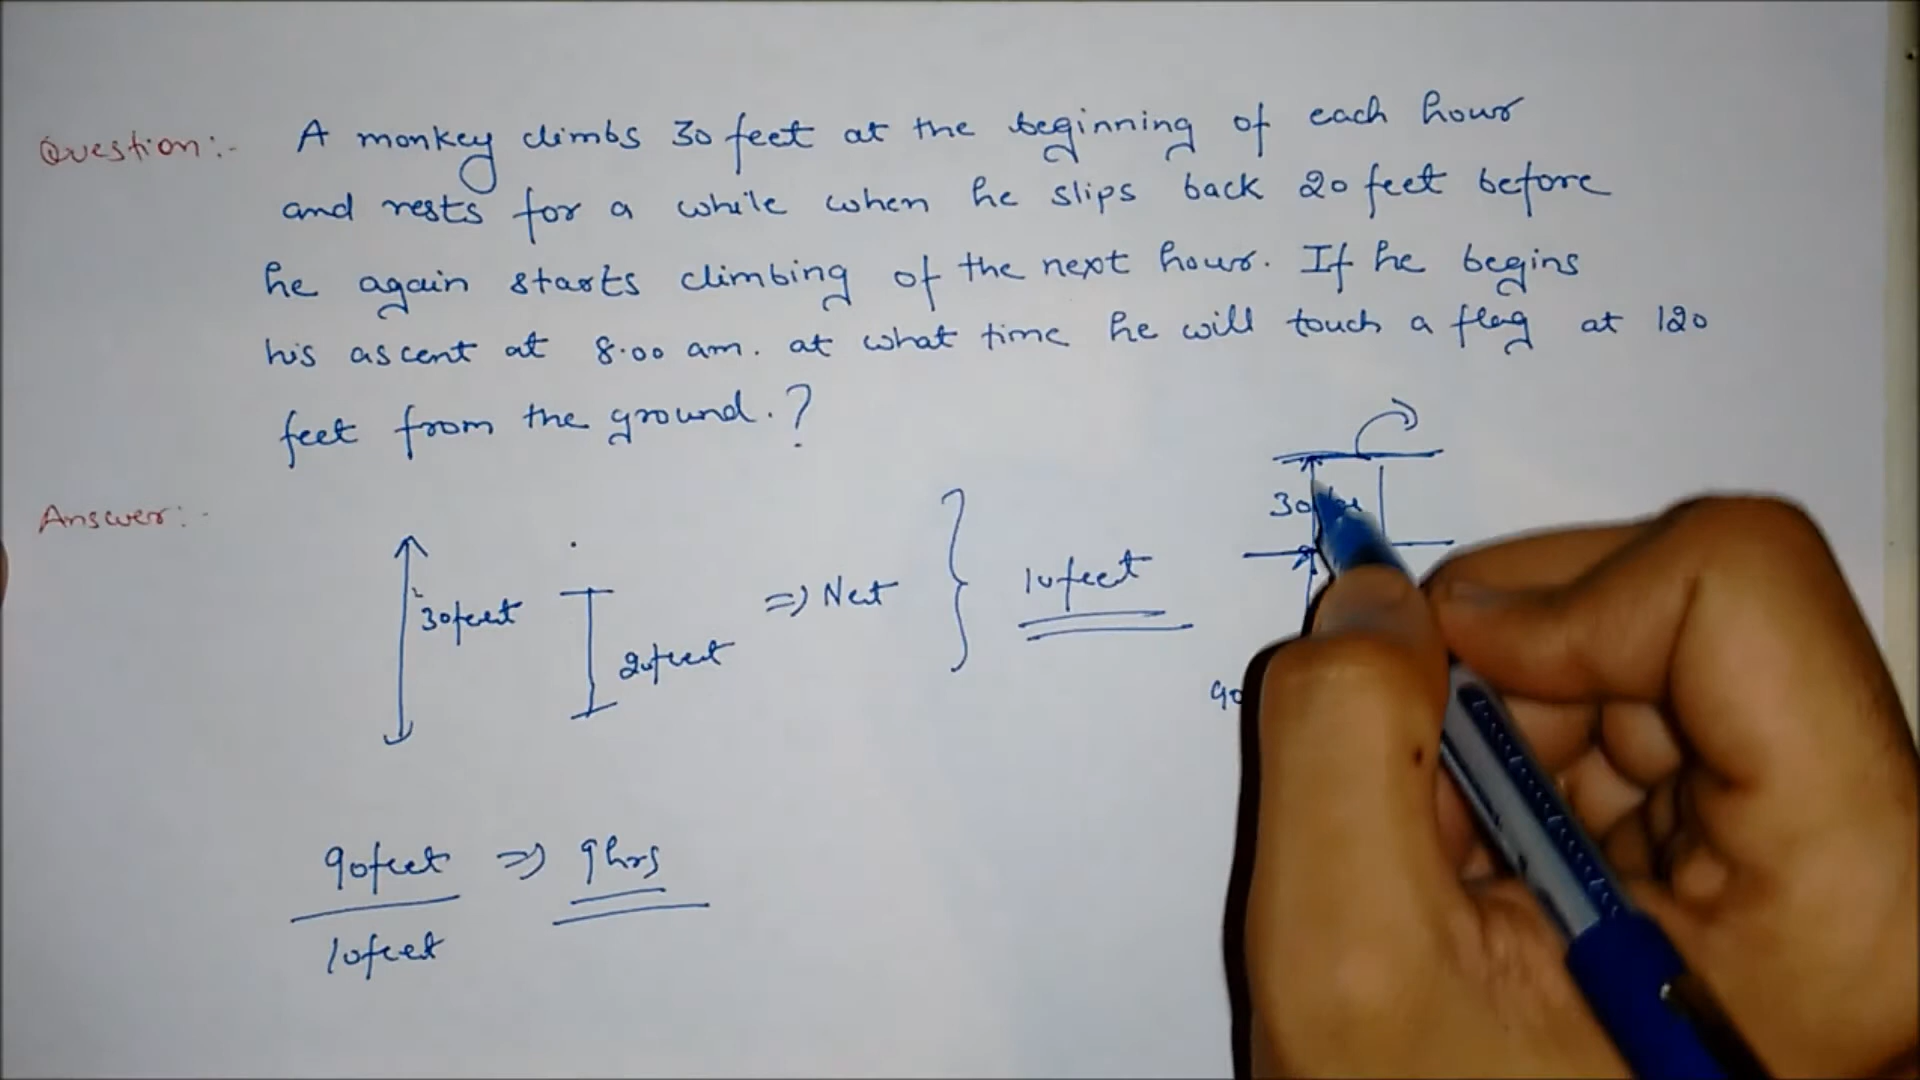 Question:- A monkey climbs 30 feet at the beginning of each hour
and rests for a while when he slips back 20 feet before
he again starts climbing of the next hour. If he begins
his ascent at 8.00 am. at what time he will touch a flag at 120
feet from the ground.?
Answer:-
30feet
20feet
=> Net
10feet
30
90
90feet => 9hrs
10feet